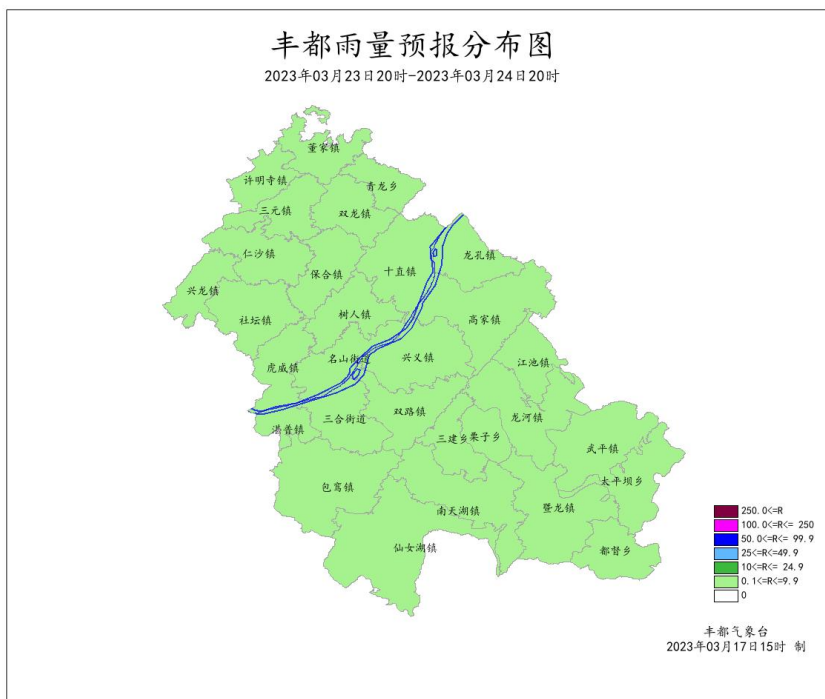 丰都雨量预报分布图
2023年03月23日20时-2023年03月24日20时
董家镇
许明寺镇
青龙乡
三元镇
双龙镇
仁沙镇
龙孔镇
保合镇
十直镇
兴龙镇
树人镇
社坛镇
高家镇
名山街道
兴义镇
虎威镇
江池镇
双路镇
三合街道
龙河镇
湛普镇
三建乡
栗子乡
武平镇
太平坝乡
包鸾镇
南天湖镇
暨龙镇
仙女湖镇
都督乡
250.0<=R
100.0<=R<= 250
50.0<=R<= 99.9
25<=R<=49.9
10<=R<= 24.9
0.1<=R<=9.9
0
丰都气象台
2023年03月17日15时 制